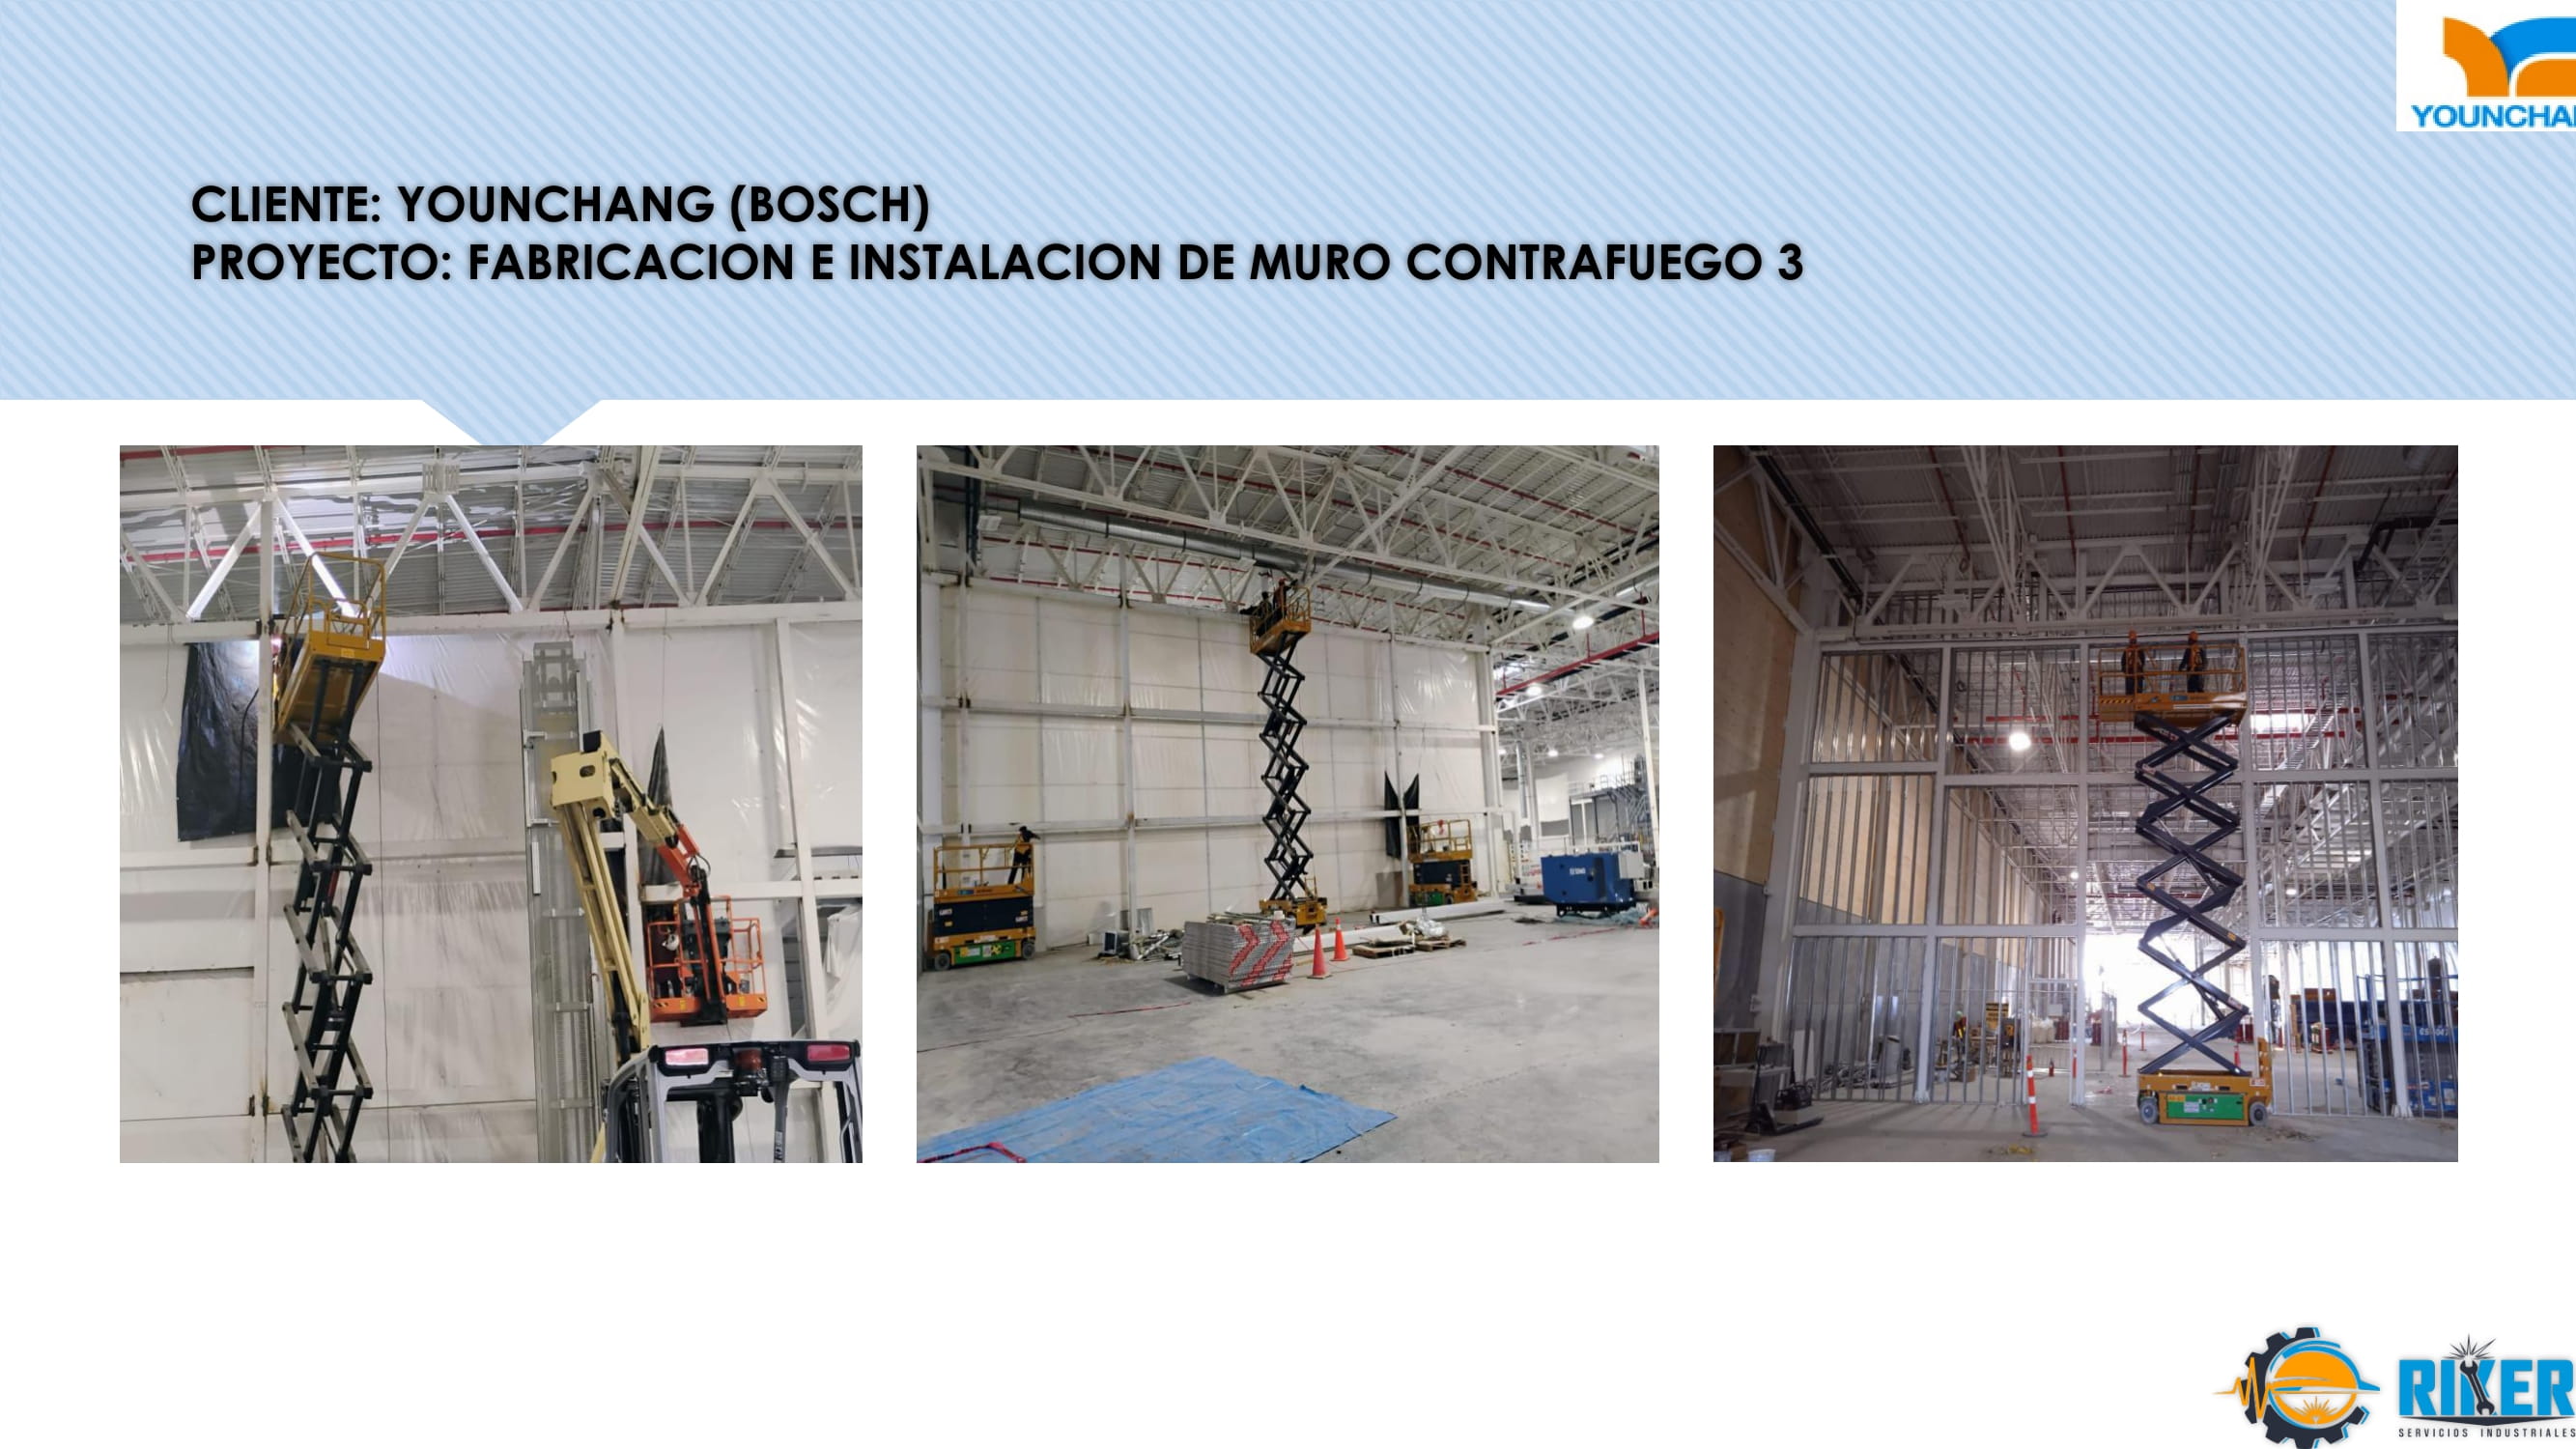 YOUNCHA
CLIENTE: YOUNCHANG (BOSCH)
PROYECTO: FABRICACION E INSTALACION DE MURO CONTRAFUEGO 3
RIKER
SERVICIOS INDUSTRIALES